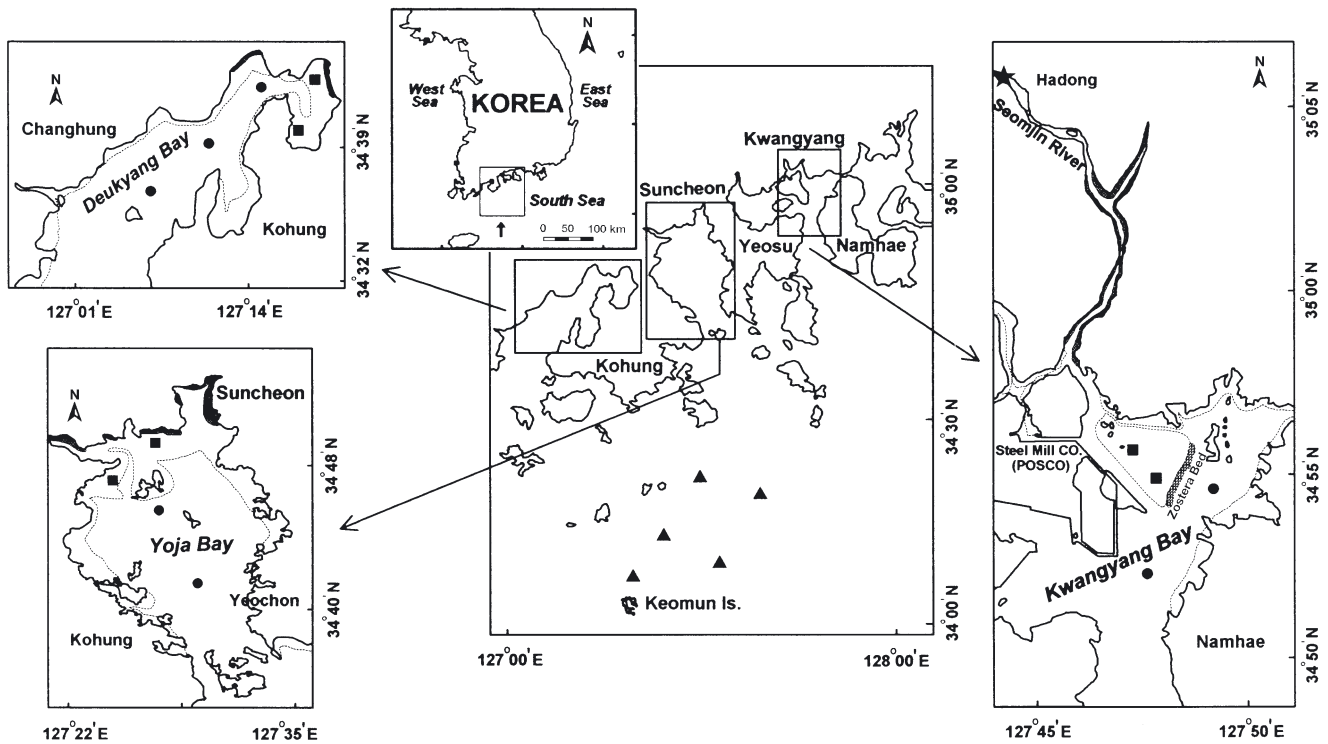 N
Changhung
Deukyang Bay
Kohung
34°39' N
34°32' N
127°01' E
127°14' E
N
West
Sea
KOREA
East
Sea
South Sea
0 50 100 km
Kwangyang
Suncheon
Yeosu
Namhae
Kohung
Keomun Is.
35°00' N
34°30' N
34°00' N
127°00' E
128°00' E
N
Suncheon
Yoja Bay
Yeochon
Kohung
34°48' N
34°40' N
127°22' E
127°35' E
N
Hadong
Seomjin River
Steel Mill CO.
(POSCO)
Zostera Bed
Kwangyang Bay
Namhae
35°05' N
35°00' N
34°55' N
34°50' N
127°45' E
127°50' E